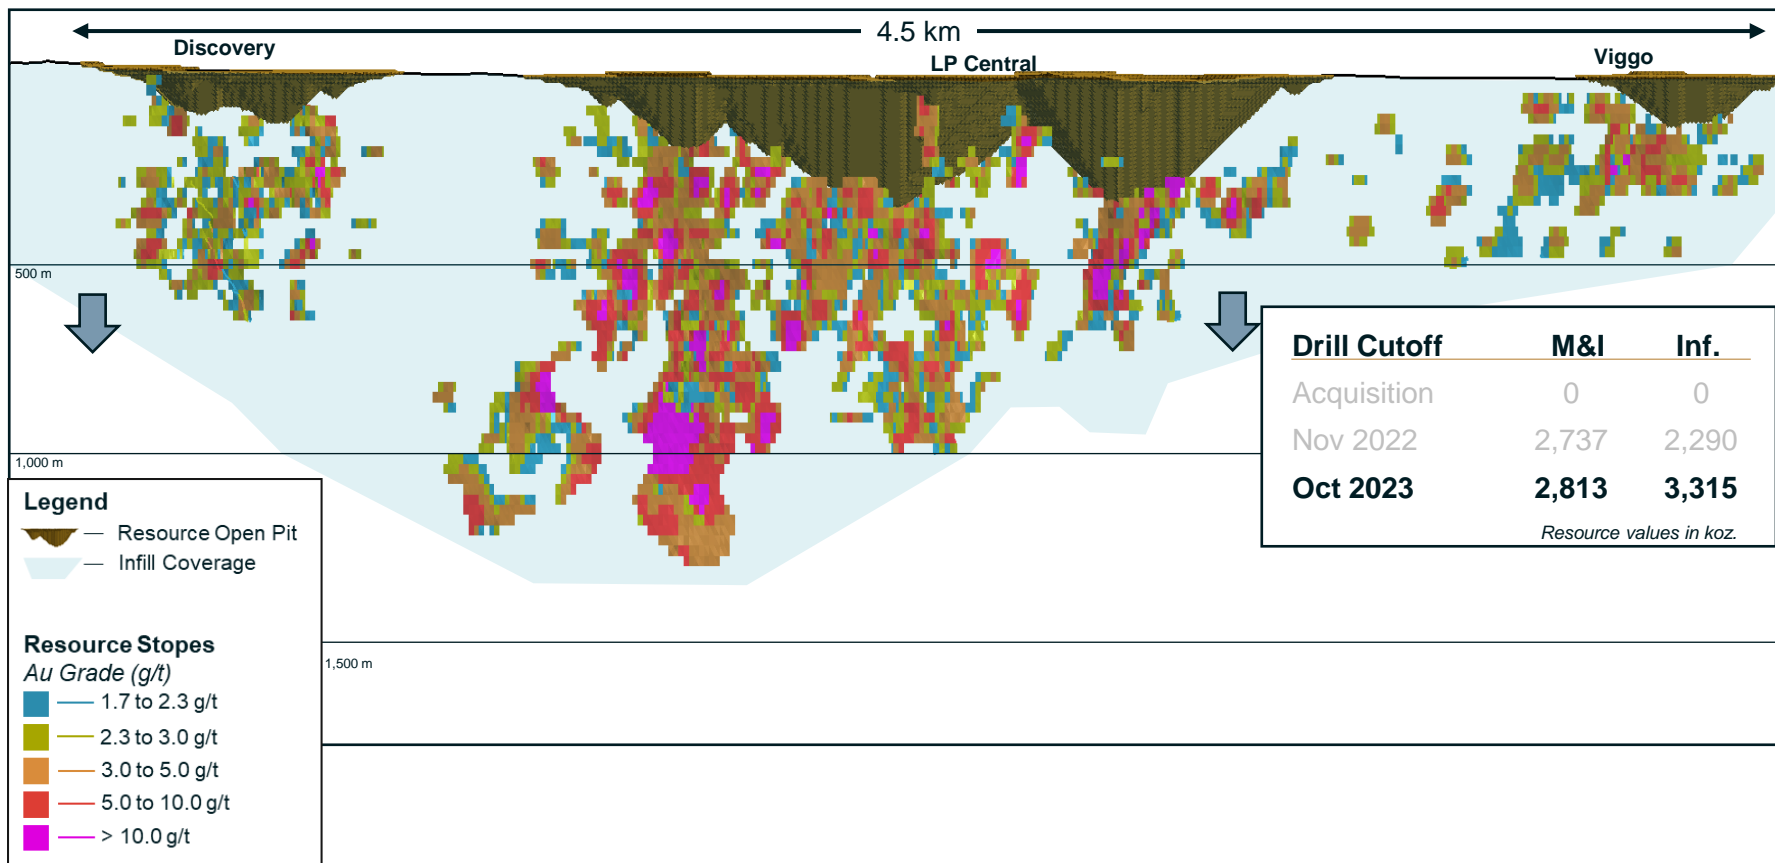 4.5 km
Discovery
LP Central
Viggo
500 m
1,000 m
1,500 m
Drill Cutoff M&I Inf.
Acquisition 0 0
Nov 2022 2,737 2,290
Oct 2023 2,813 3,315
Resource values in koz.
Legend
Resource Open Pit
Infill Coverage
Resource Stopes
Au Grade (g/t)
1.7 to 2.3 g/t
2.3 to 3.0 g/t
3.0 to 5.0 g/t
5.0 to 10.0 g/t
> 10.0 g/t